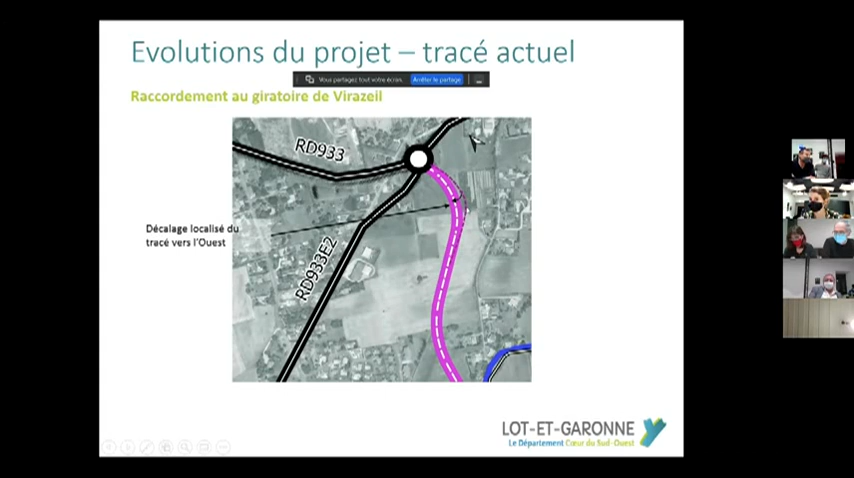 Evolutions du projet – tracé actuel
Vous partagez tout votre écran.
Arrêter le partage
Raccordement au giratoire de Virazeil
RD933
Décalage localisé du
tracé vers l'Ouest
RD933E2
LOT-ET-GARONNE
Le Département Cœur du Sud-Ouest